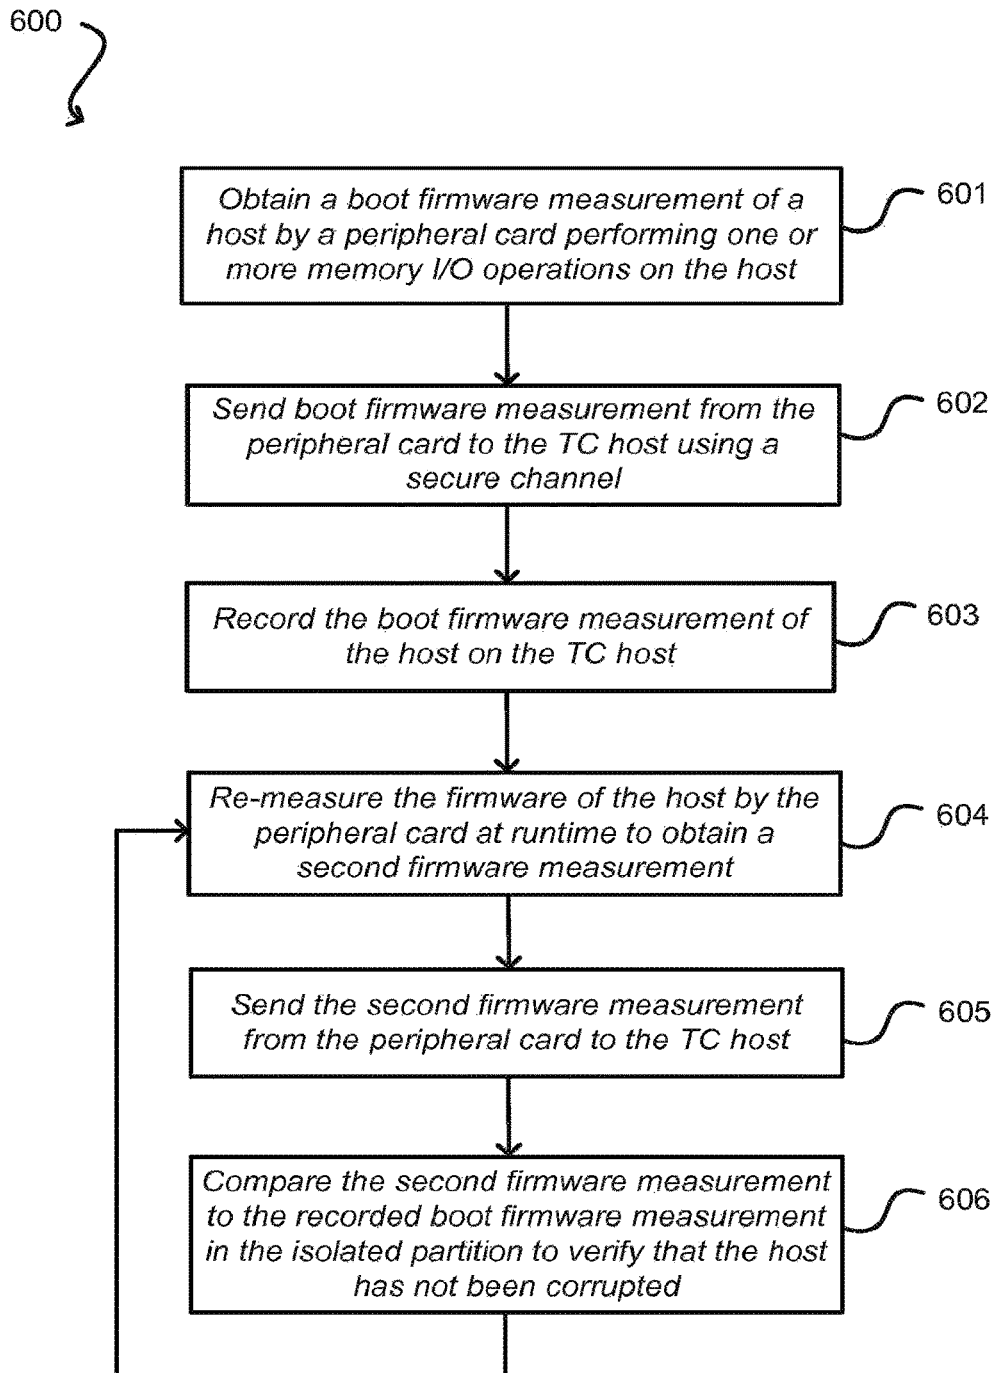 600
Obtain a boot firmware measurement of a
host by a peripheral card performing one or
more memory I/O operations on the host
601
Send boot firmware measurement from the
peripheral card to the TC host using a
secure channel
602
Record the boot firmware measurement of
the host on the TC host
603
Re-measure the firmware of the host by the
peripheral card at runtime to obtain a
second firmware measurement
604
Send the second firmware measurement
from the peripheral card to the TC host
605
Compare the second firmware measurement
to the recorded boot firmware measurement
in the isolated partition to verify that the host
has not been corrupted
606